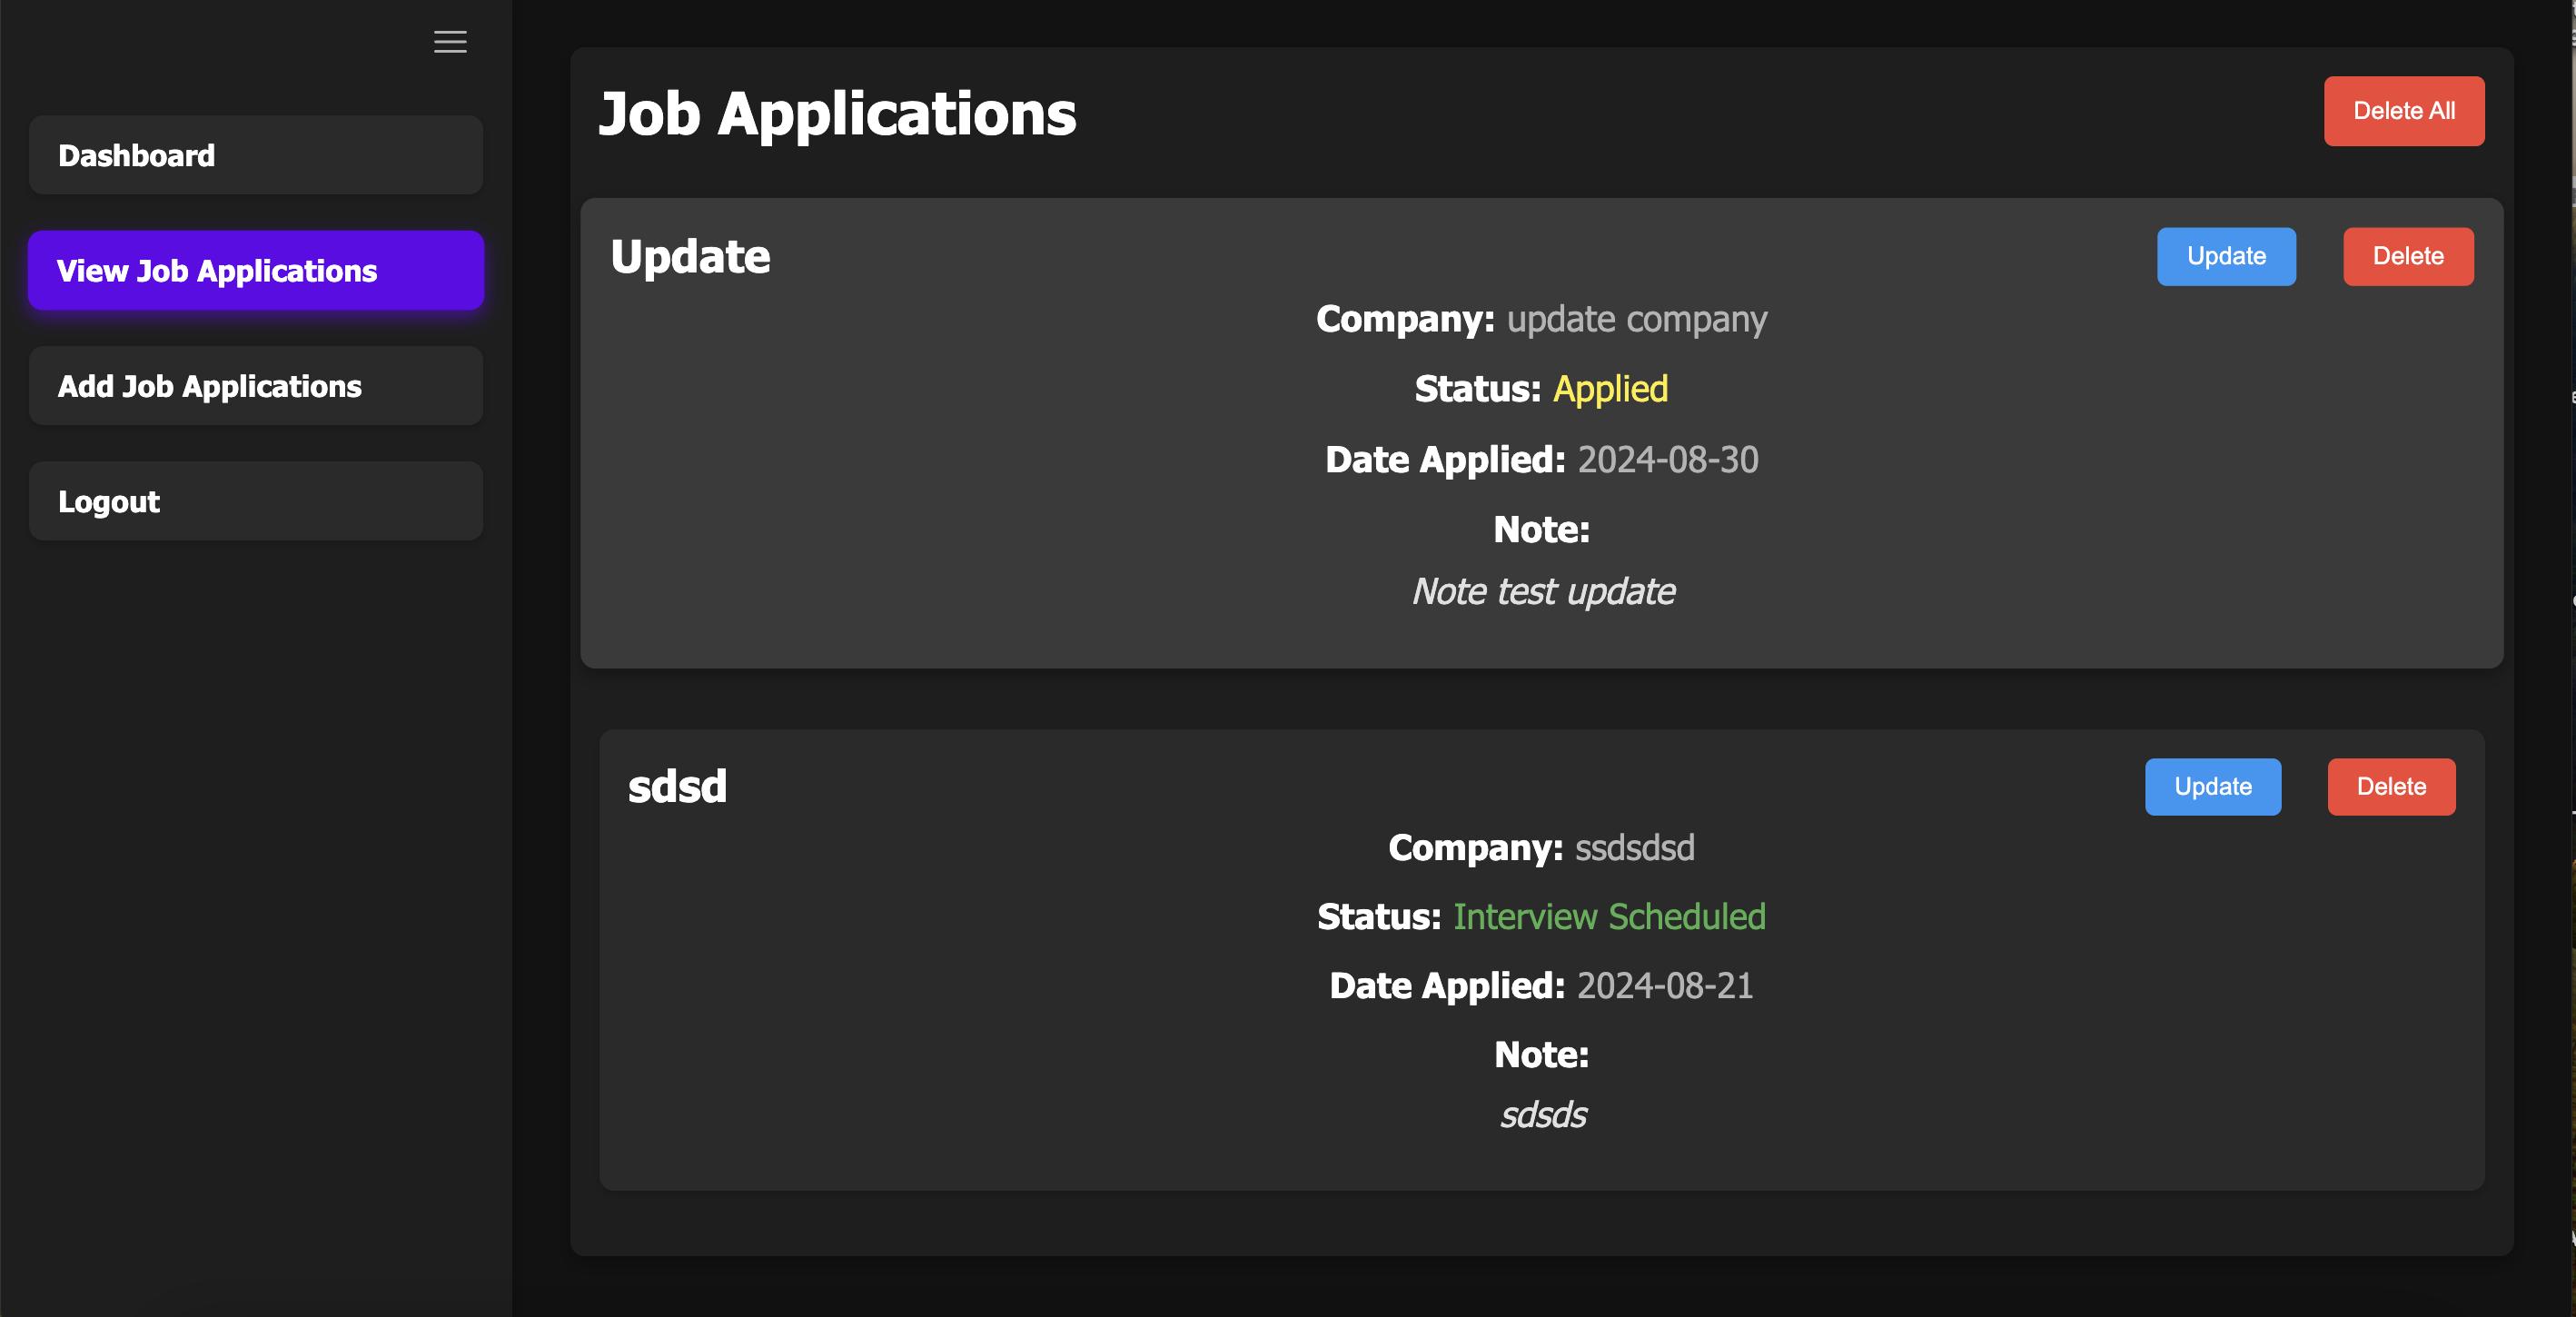 Dashboard
View Job Applications
Add Job Applications
Logout
Job Applications
Delete All
Update
Update
Delete
Company: update company
Status: Applied
Date Applied: 2024-08-30
Note:
Note test update
sdsd
Update
Delete
Company: ssdsdsd
Status: Interview Scheduled
Date Applied: 2024-08-21
Note:
sdsds